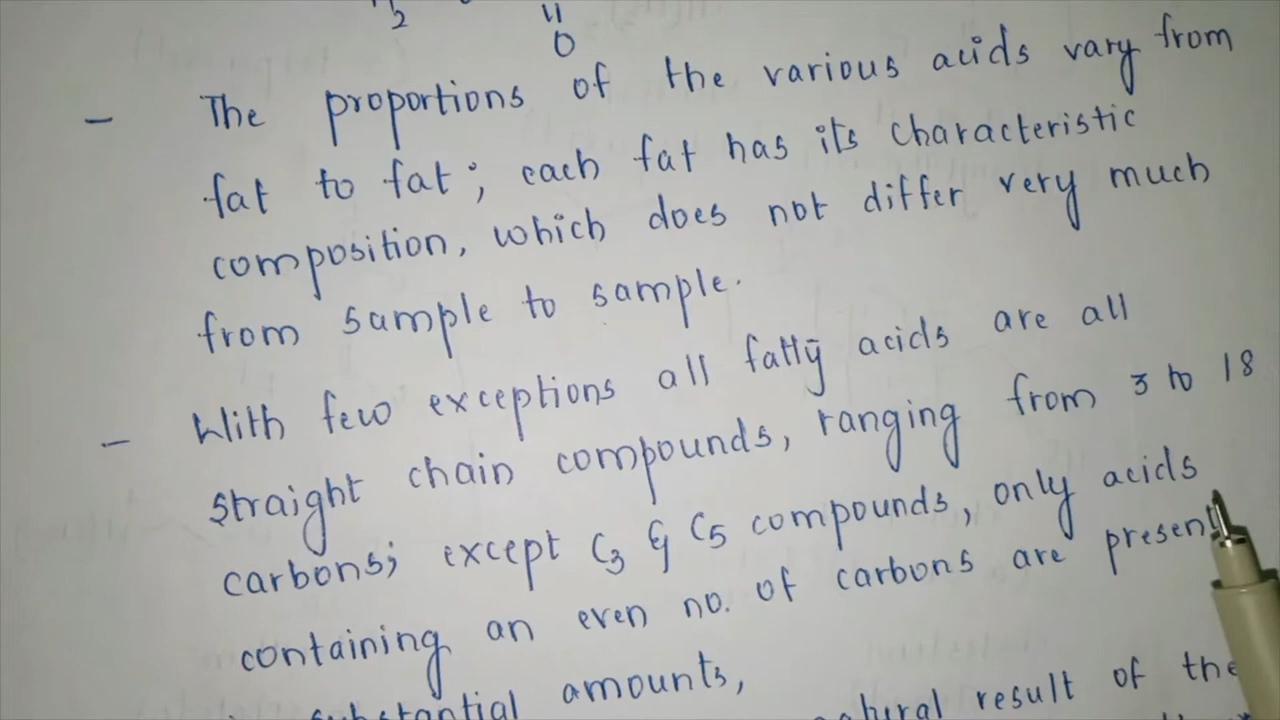 2 O
- The proportions of the various acids vary from
fat to fat; each fat has its characteristic
composition, which does not differ very much
from sample to sample.
- With few exceptions all fatty acids are all
straight chain compounds, ranging from 3 to 18
carbons; except C3 & C5 compounds, only acids
containing an even no. of carbons are present
substantial amounts,
natural result of the